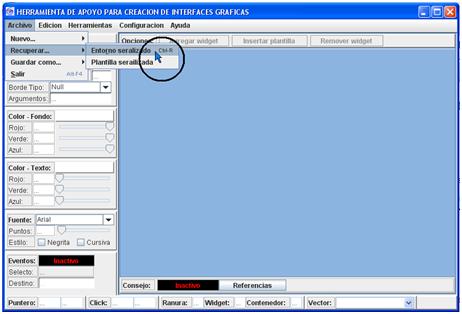 HERRAMIENTA DE APOYO PARA CREACION DE INTERFACES GRAFICAS
Archivo Edicion Herramientas Configuracion Ayuda
Nuevo...
Recuperar...
Guardar como...
Salir Alt-F4
Entorno seralizado Ctrl-R
Plantilla serailizada
Opciones: Agregar widget Insertar plantilla Remover widget
Borde Tipo: Null
Argumentos: ...
Color - Fondo:
Rojo: ...
Verde: ...
Azul: ...
Color - Texto:
Rojo: ...
Verde: ...
Azul: ...
Fuente: Arial
Puntos: ...
Estilo: Negrita Cursiva
Eventos: Inactivo
Selecto: ...
Destino: ...
Consejo: Inactivo Referencias
Puntero: ... ... Click: ... ... Ranura: ... Widget: ... Contenedor: ... Vector: